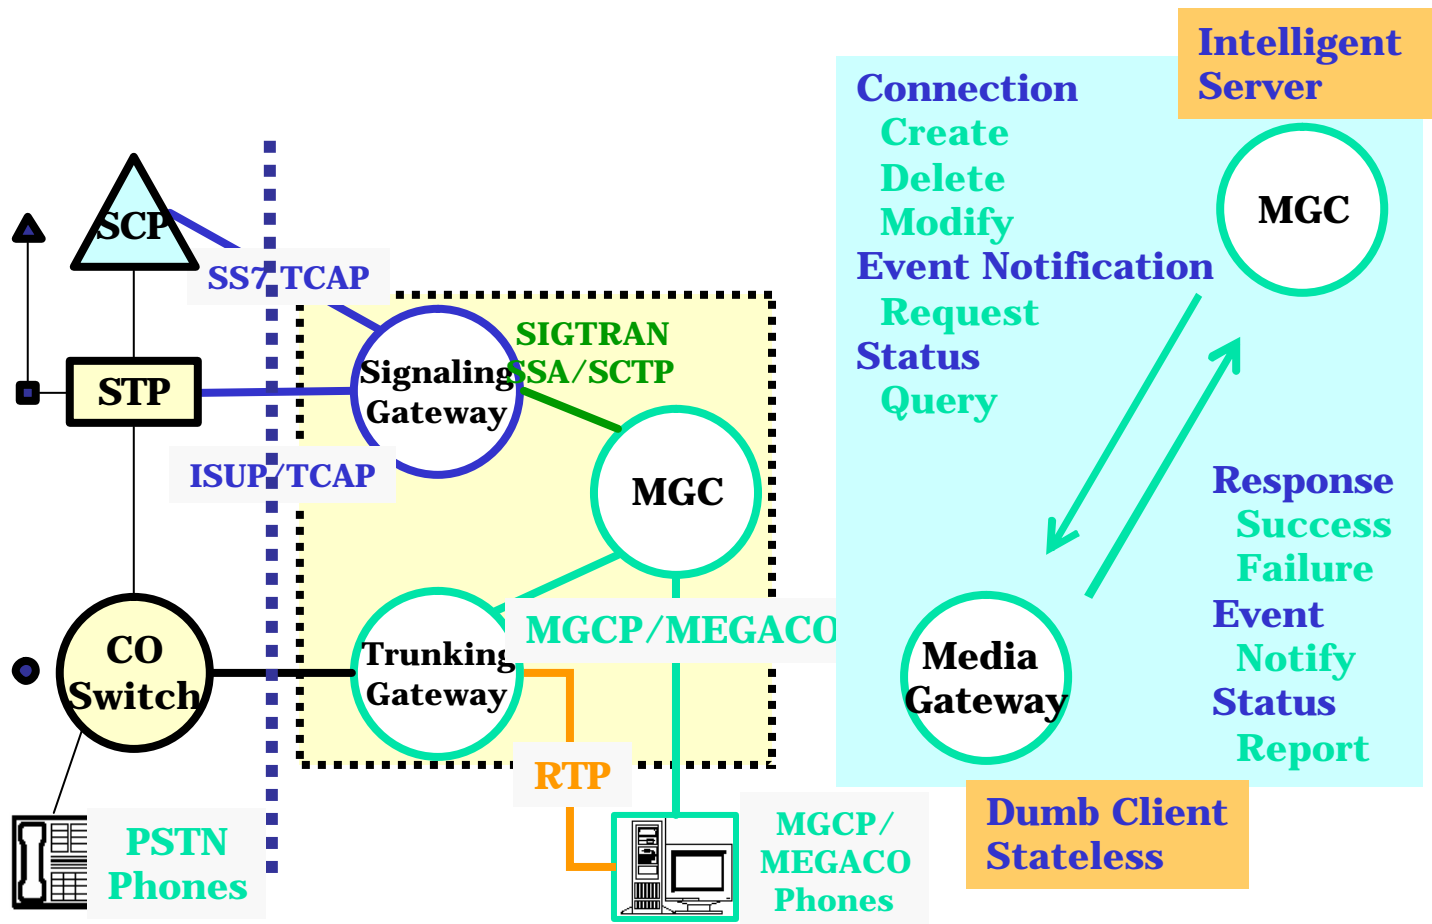 SCP
SS7 TCAP
STP
ISUP/TCAP
CO
Switch
PSTN
Phones
Signaling
Gateway
SIGTRAN
SSA/SCTP
MGC
Trunking
Gateway
MGCP/MEGACO
RTP
MGCP/
MEGACO
Phones
Intelligent
Server
Connection
Create
Delete
Modify
Event Notification
Request
Status
Query
MGC
Response
Success
Failure
Event
Notify
Status
Report
Media
Gateway
Dumb Client
Stateless